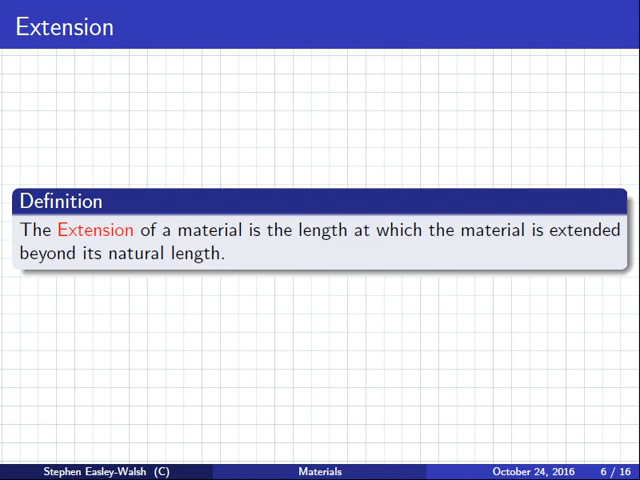 Extension
Definition
The Extension of a material is the length at which the material is extended
beyond its natural length.
Stephen Easley-Walsh (C) Materials October 24, 2016 6 / 16